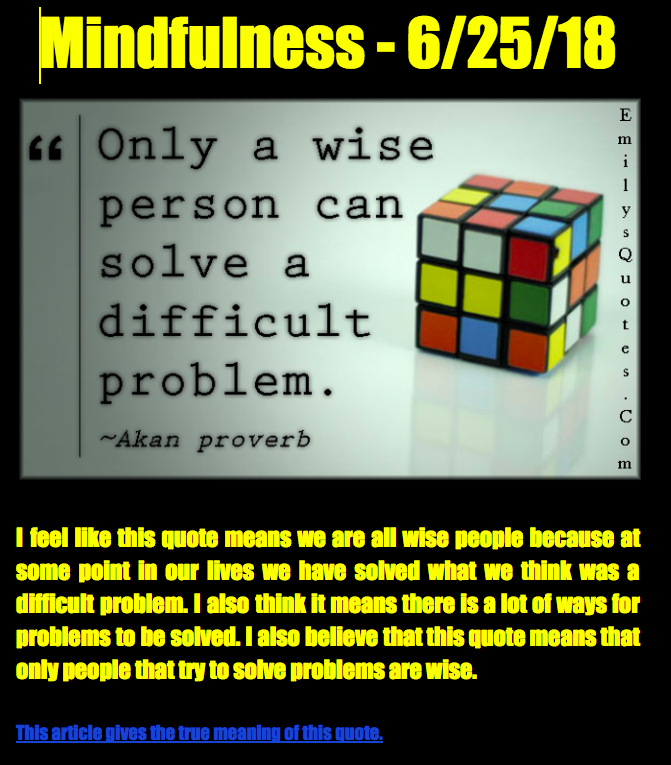 Mindfulness - 6/25/18
“ Only a wise
person can
solve a
difficult
problem.
~Akan proverb
EmilysQuotes.Com
I feel like this quote means we are all wise people because at
some point in our lives we have solved what we think was a
difficult problem. I also think it means there is a lot of ways for
problems to be solved. I also believe that this quote means that
only people that try to solve problems are wise.
This article gives the true meaning of this quote.